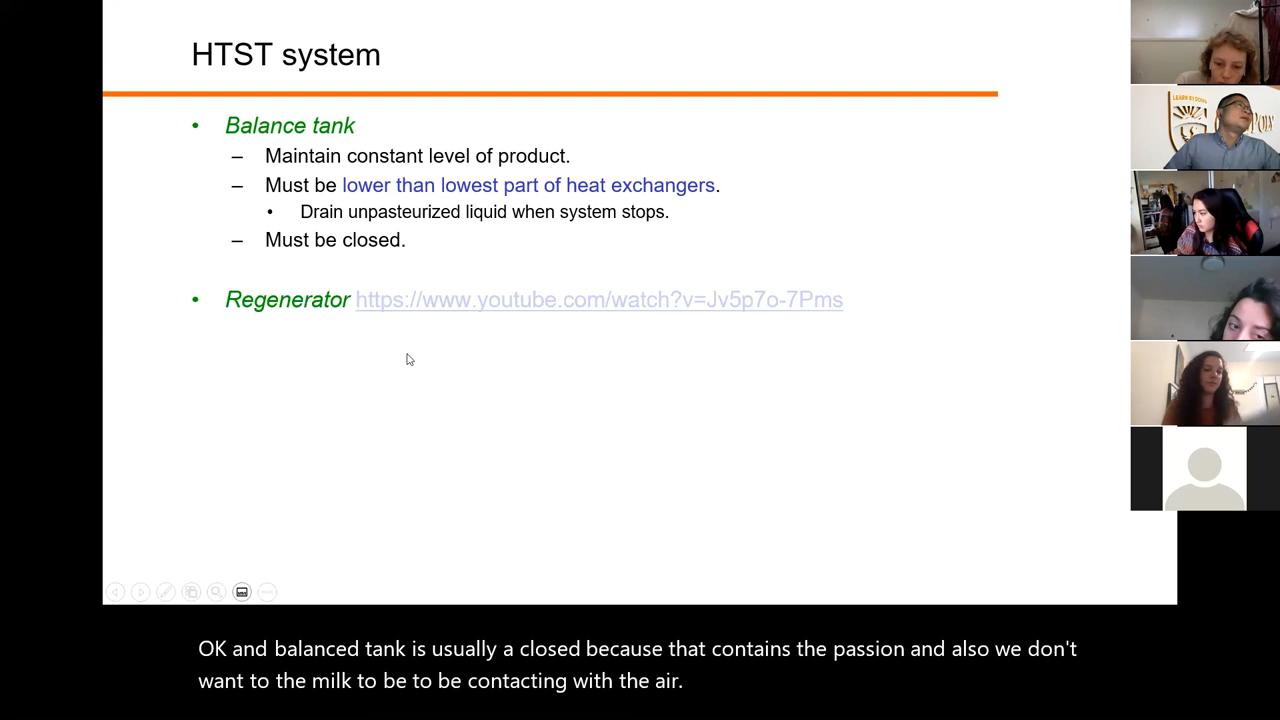 HTST system
• Balance tank
– Maintain constant level of product.
– Must be lower than lowest part of heat exchangers.
• Drain unpasteurized liquid when system stops.
– Must be closed.
• Regenerator https://www.youtube.com/watch?v=Jv5p7o-7Pms
LEARN BY DOING
OK and balanced tank is usually a closed because that contains the passion and also we don't
want to the milk to be to be contacting with the air.